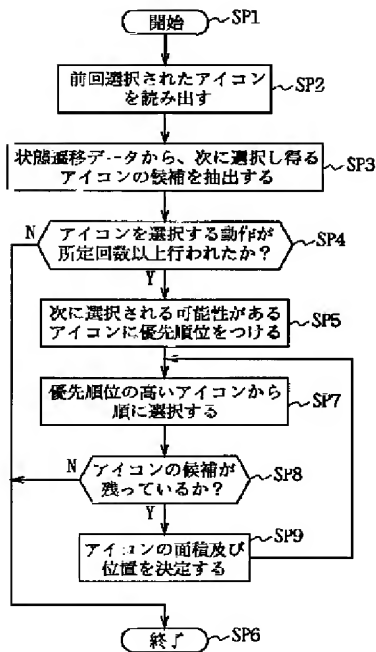 開始
SP1
前回選択されたアイコン
を読み出す
SP2
状態遷移データから、次に選択し得る
アイコンの候補を抽出する
SP3
N
アイコンを選択する動作が
所定回数以上行われたか?
SP4
Y
次に選択される可能性がある
アイコンに優先順位をつける
SP5
優先順位の高いアイコンから
順に選択する
SP7
N
アイコンの候補が
残っているか?
SP8
Y
アイコンの面積及び
位置を決定する
SP9
終了
SP6